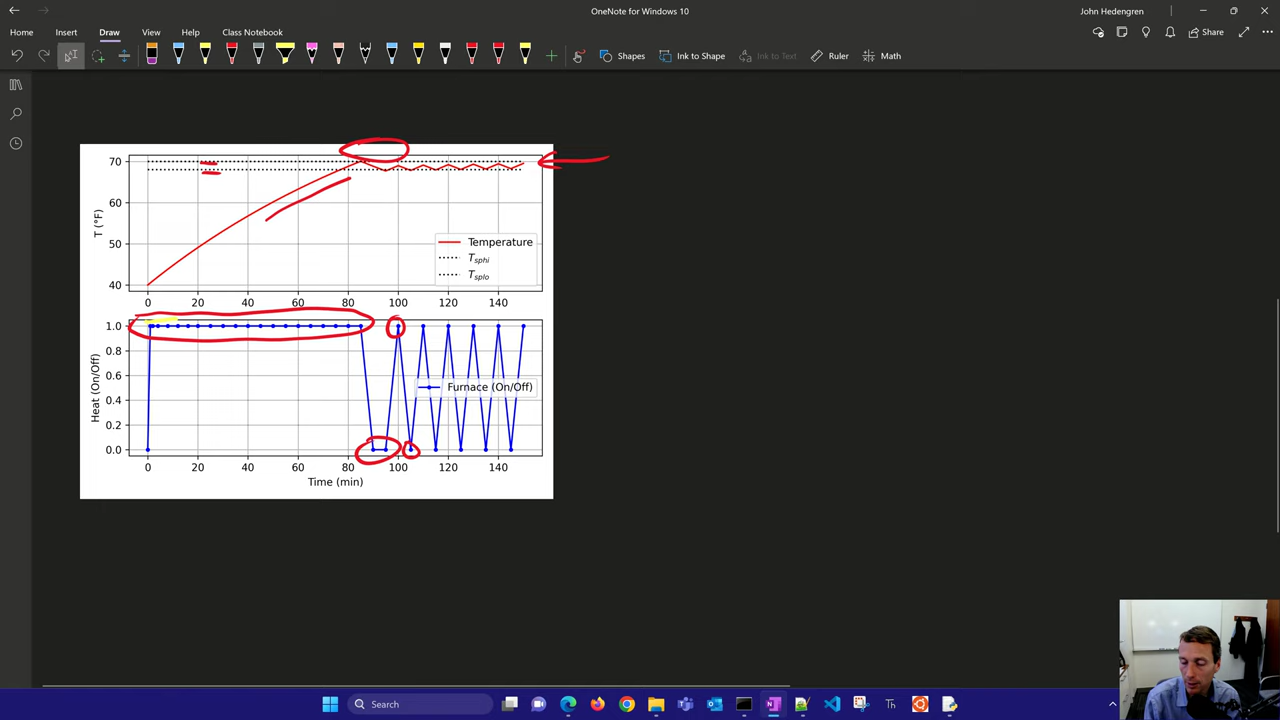 OneNote for Windows 10
John Hedengren
Home Insert Draw View Help Class Notebook
Share
Shapes Ink to Shape Ink to Text Ruler Math
70
60
50
40
T (°F)
Temperature
Tsphi
Tsplo
0 20 40 60 80 100 120 140
1.0
0.8
0.6
0.4
0.2
0.0
Heat (On/Off)
Furnace (On/Off)
0 20 40 60 80 100 120 140
Time (min)
Search